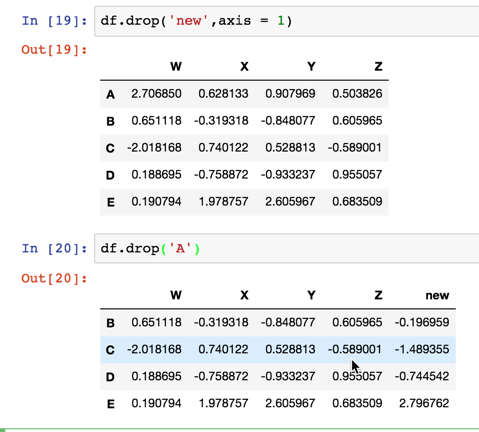 In [19]: df.drop('new',axis = 1)
Out[19]:
W X Y Z
A 2.706850 0.628133 0.907969 0.503826
B 0.651118 -0.319318 -0.848077 0.605965
C -2.018168 0.740122 0.528813 -0.589001
D 0.188695 -0.758872 -0.933237 0.955057
E 0.190794 1.978757 2.605967 0.683509
In [20]: df.drop('A')
Out[20]:
W X Y Z new
B 0.651118 -0.319318 -0.848077 0.605965 -0.196959
C -2.018168 0.740122 0.528813 -0.589001 -1.489355
D 0.188695 -0.758872 -0.933237 0.955057 -0.744542
E 0.190794 1.978757 2.605967 0.683509 2.796762